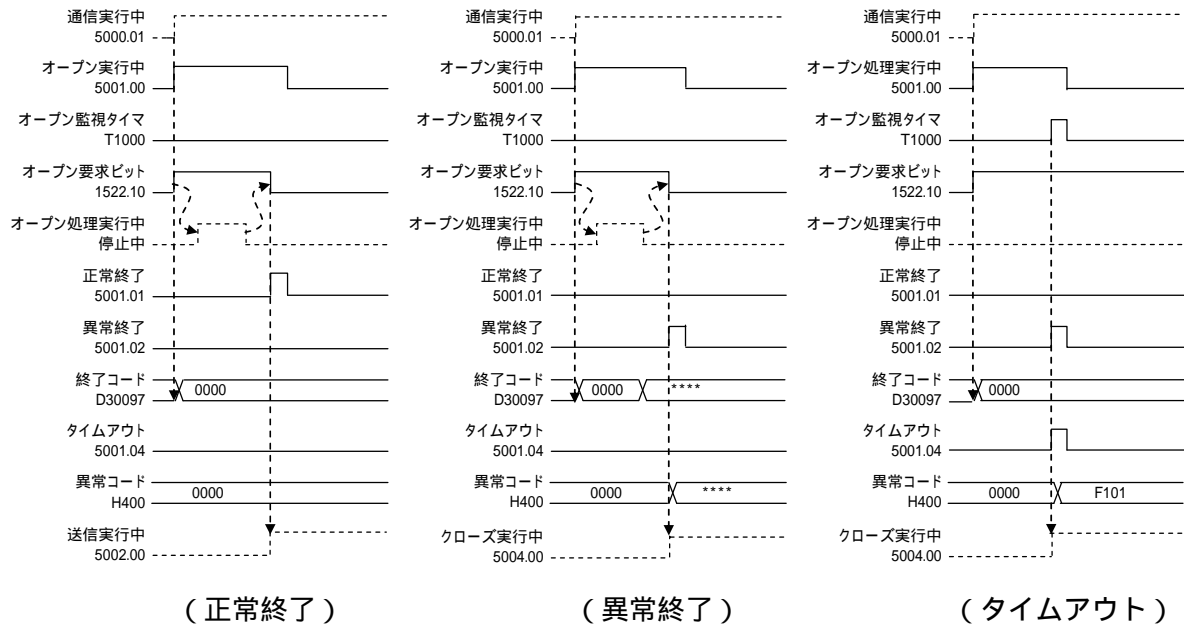 通信実行中
5000.01
オープン実行中
5001.00
オープン監視タイマ
T1000
オープン要求ビット
1522.10
オープン処理実行中
停止中
正常終了
5001.01
異常終了
5001.02
終了コード
D30097
0000
タイムアウト
5001.04
異常コード
H400
0000
送信実行中
5002.00
(正常終了)
通信実行中
5000.01
オープン実行中
5001.00
オープン監視タイマ
T1000
オープン要求ビット
1522.10
オープン処理実行中
停止中
正常終了
5001.01
異常終了
5001.02
終了コード
D30097
0000
****
タイムアウト
5001.04
異常コード
H400
0000
****
クローズ実行中
5004.00
(異常終了)
通信実行中
5000.01
オープン処理実行中
5001.00
オープン監視タイマ
T1000
オープン要求ビット
1522.10
オープン処理実行中
停止中
正常終了
5001.01
異常終了
5001.02
終了コード
D30097
0000
タイムアウト
5001.04
異常コード
H400
0000
F101
クローズ実行中
5004.00
(タイムアウト)